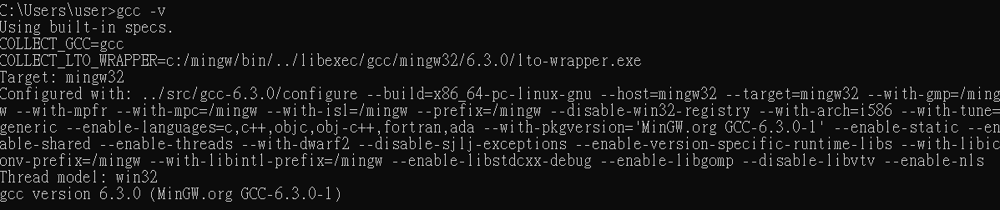 C:\Users\user>gcc -v
Using built-in specs.
COLLECT_GCC=gcc
COLLECT_LTO_WRAPPER=c:/mingw/bin/../libexec/gcc/mingw32/6.3.0/lto-wrapper.exe
Target: mingw32
Configured with: ../src/gcc-6.3.0/configure --build=x86_64-pc-linux-gnu --host=mingw32 --target=mingw32 --with-gmp=/ming
w --with-mpfr --with-mpc=/mingw --with-isl=/mingw --prefix=/mingw --disable-win32-registry --with-arch=i586 --with-tune=
generic --enable-languages=c,c++,objc,obj-c++,fortran,ada --with-pkgversion='MinGW.org GCC-6.3.0-1' --enable-static --en
able-shared --enable-threads --with-dwarf2 --disable-sjlj-exceptions --enable-version-specific-runtime-libs --with-libic
onv-prefix=/mingw --with-libintl-prefix=/mingw --enable-libstdcxx-debug --enable-libgomp --disable-libvtv --enable-nls
Thread model: win32
gcc version 6.3.0 (MinGW.org GCC-6.3.0-1)